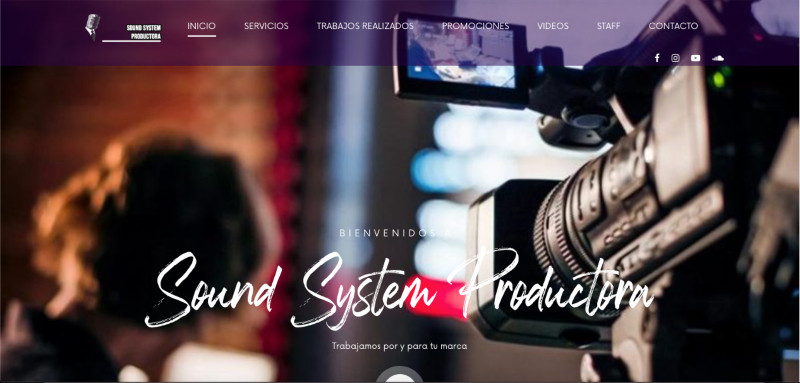 SOUND SYSTEM
PRODUCTORA
INICIO
SERVICIOS
TRABAJOS REALIZADOS
PROMOCIONES
VIDEOS
STAFF
CONTACTO
BIENVENIDOS A
Sound System Productora
Trabajamos por y para tu marca